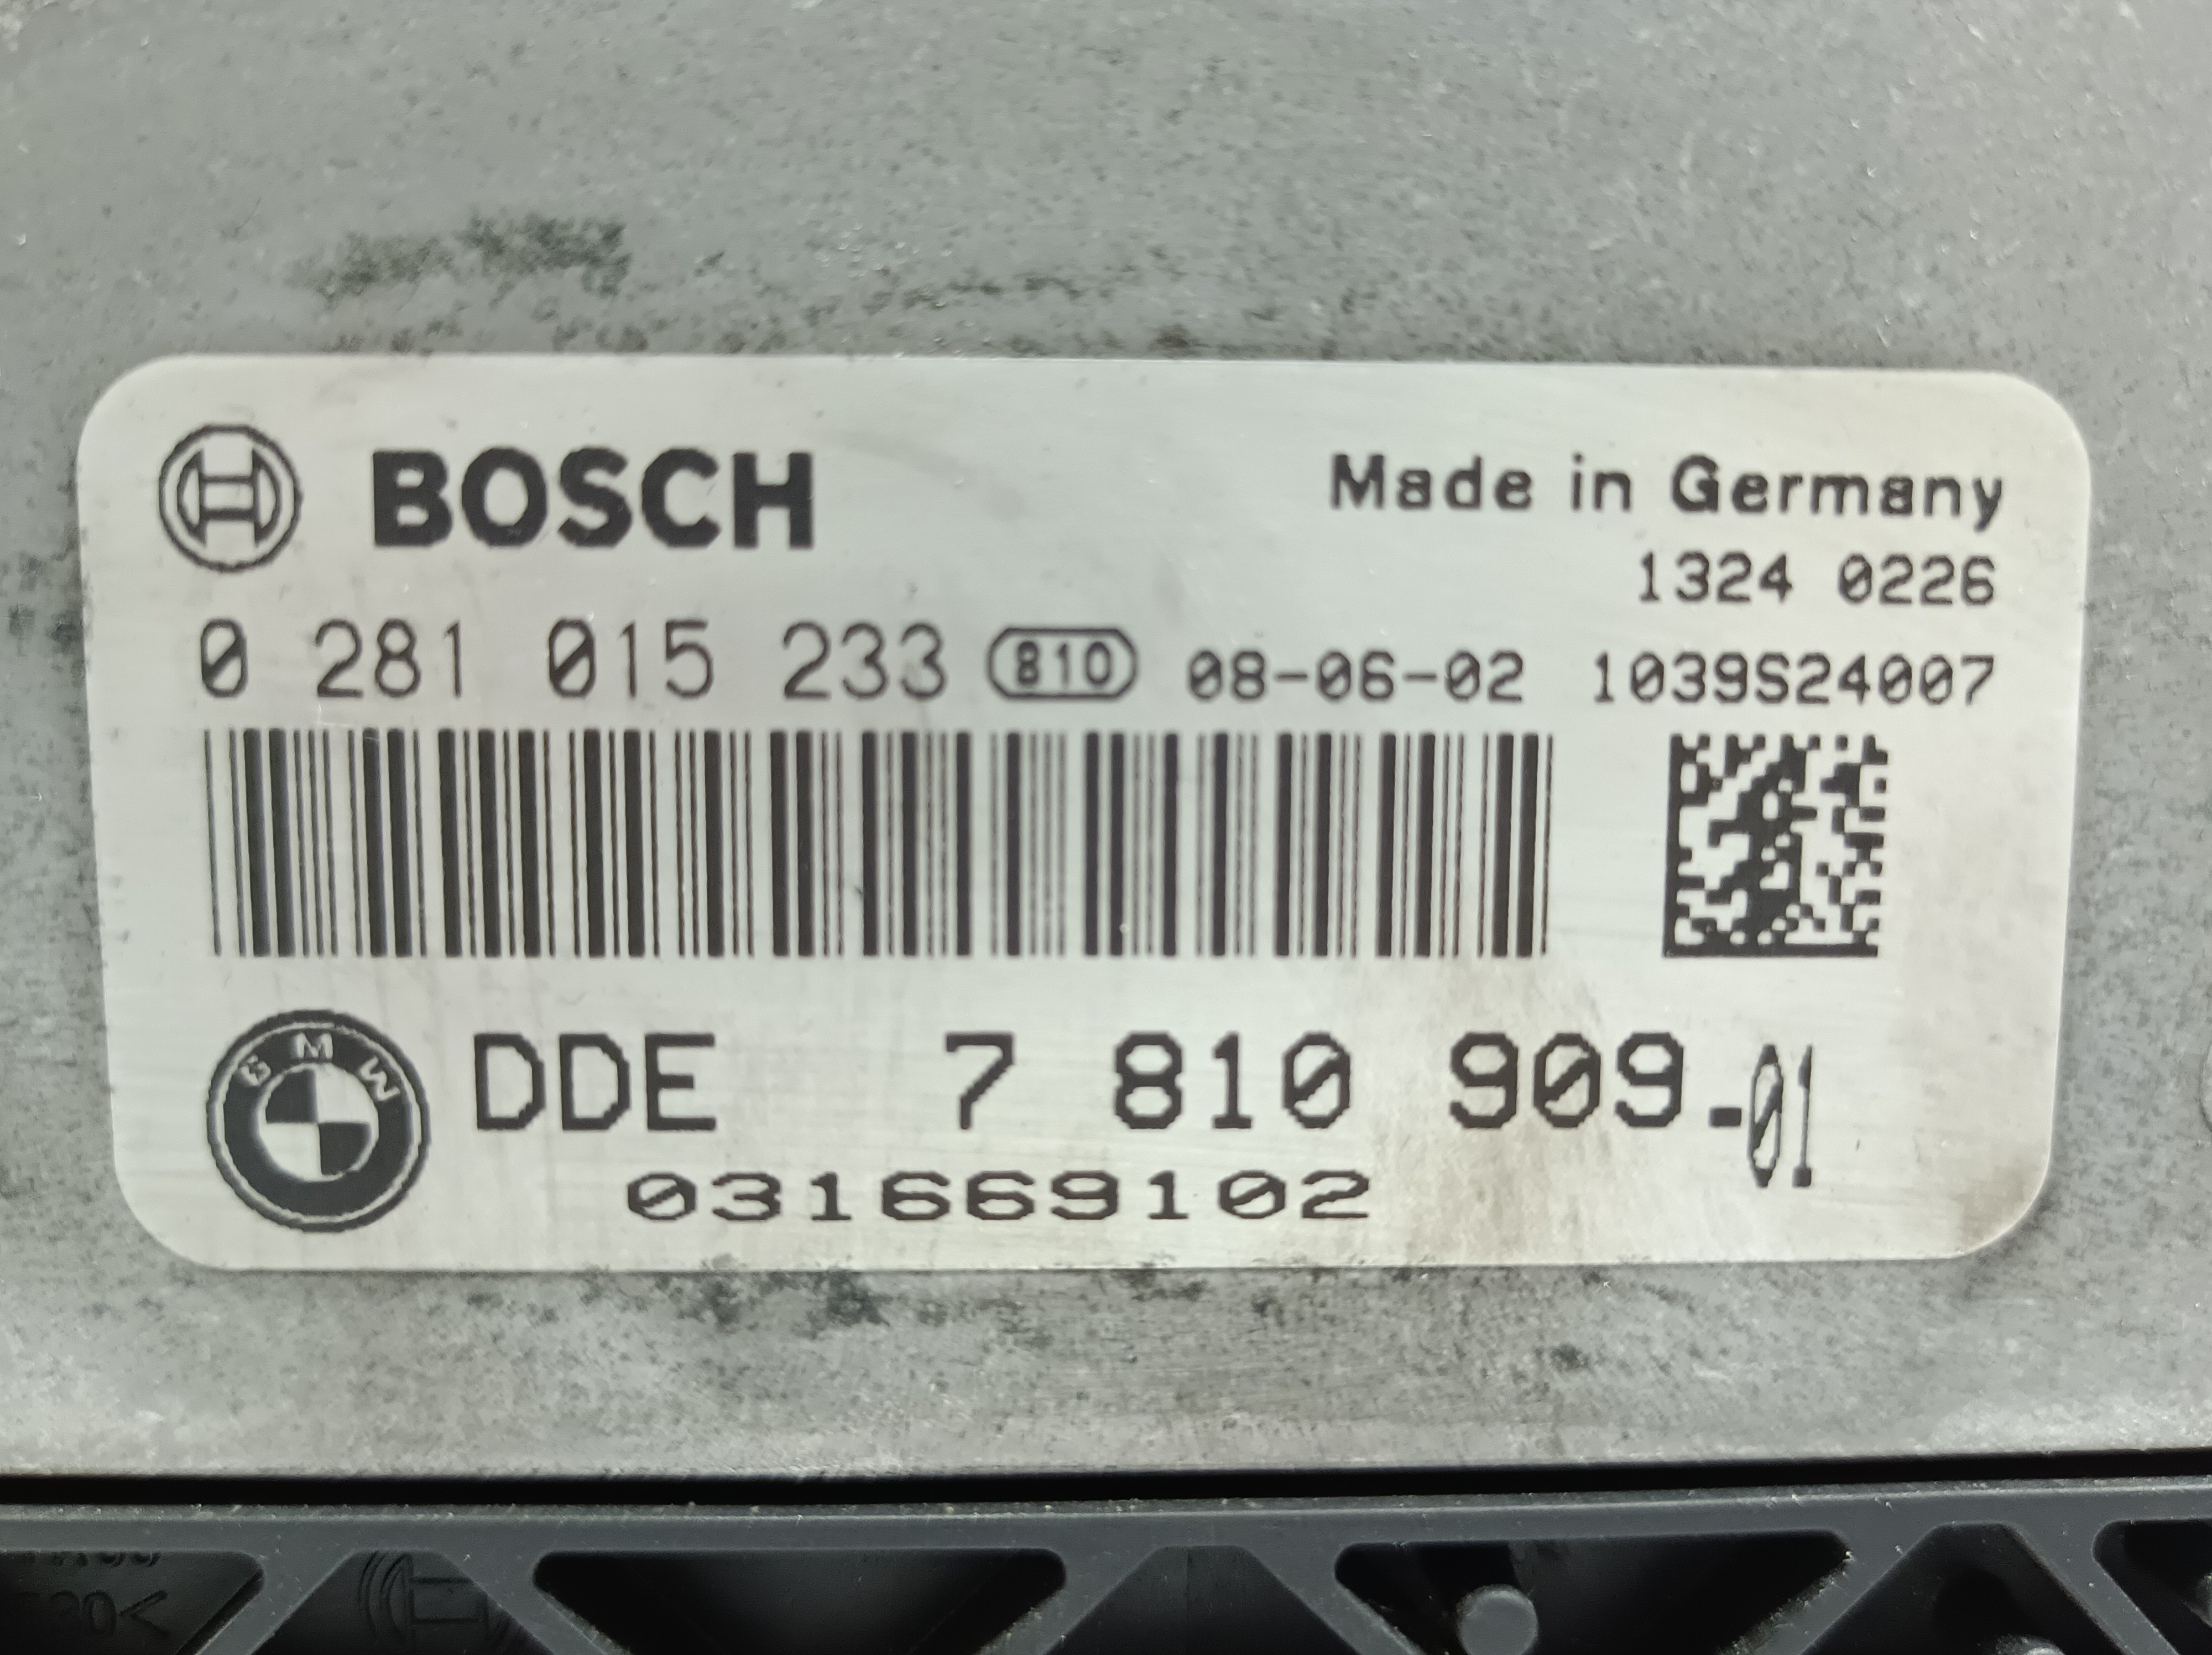 BOSCH
Made in Germany
1324 0226
0 281 015 233 810 08-06-02 1039S24007
BMW
DDE 7 810 909-01
031669102